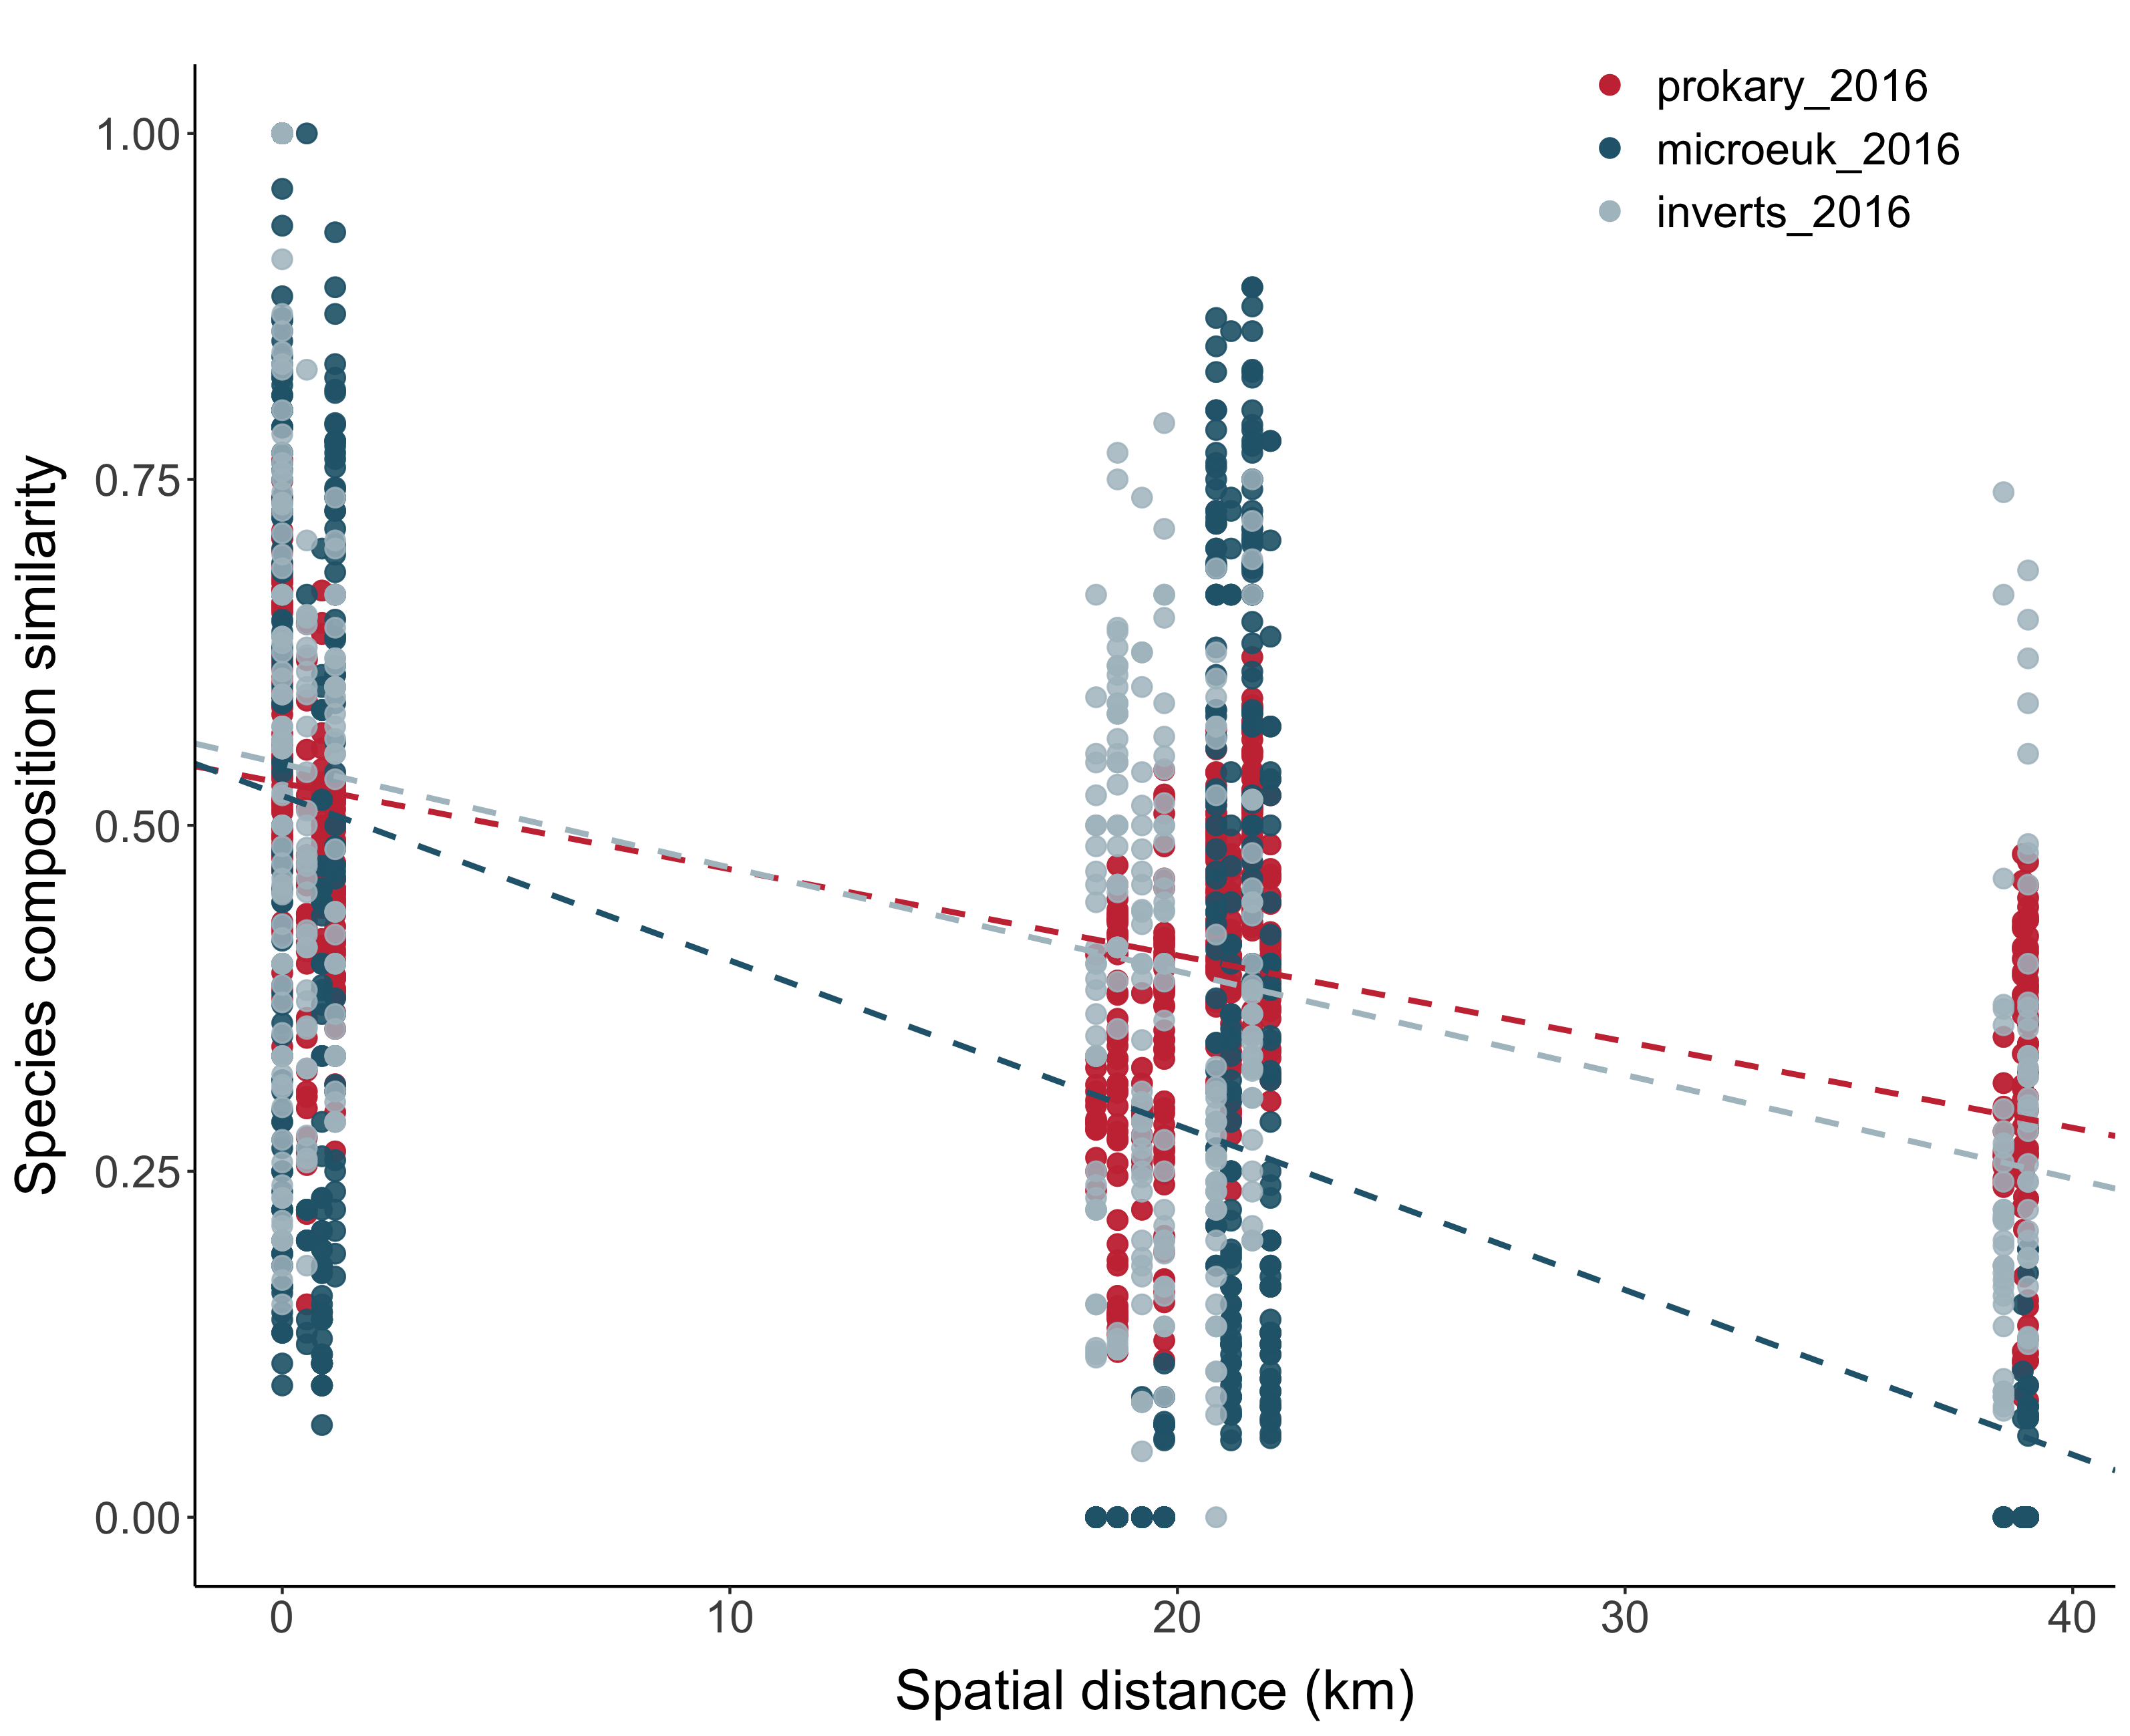 prokary_2016
microeuk_2016
inverts_2016
Species composition similarity
1.00
0.75
0.50
0.25
0.00
0 10 20 30 40
Spatial distance (km)